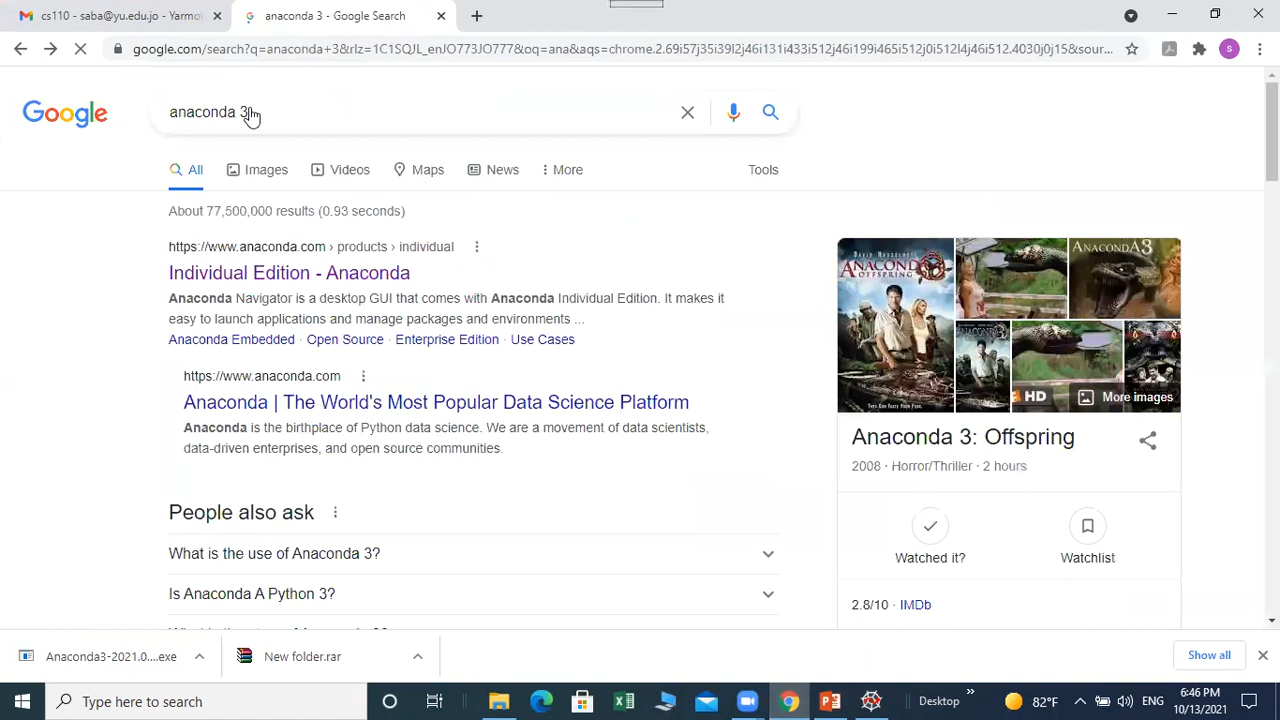 cs110 - saba@yu.edu.jo - Yarmo
anaconda 3 - Google Search
google.com/search?q=anaconda+3&rlz=1C1SQJL_enJO773JO777&oq=ana&aqs=chrome.2.69i57j35i39l2j46i131i433i512j46i199i465i512j0i512l4j46i512.4030j0j15&sour...
S
Google
anaconda 3
All Images Videos Maps News More Tools
About 77,500,000 results (0.93 seconds)
https://www.anaconda.com › products › individual
Individual Edition - Anaconda
Anaconda Navigator is a desktop GUI that comes with Anaconda Individual Edition. It makes it
easy to launch applications and manage packages and environments ...
Anaconda Embedded · Open Source · Enterprise Edition · Use Cases
https://www.anaconda.com
Anaconda | The World's Most Popular Data Science Platform
Anaconda is the birthplace of Python data science. We are a movement of data scientists,
data-driven enterprises, and open source communities.
People also ask
What is the use of Anaconda 3?
Is Anaconda A Python 3?
ANACONDA3
HD
More images
Anaconda 3: Offspring
2008 · Horror/Thriller · 2 hours
Watched it?
Watchlist
2.8/10 · IMDb
Anaconda3-2021.0....exe
New folder.rar
Show all
Type here to search
Desktop
82°F
ENG
6:46 PM
10/13/2021